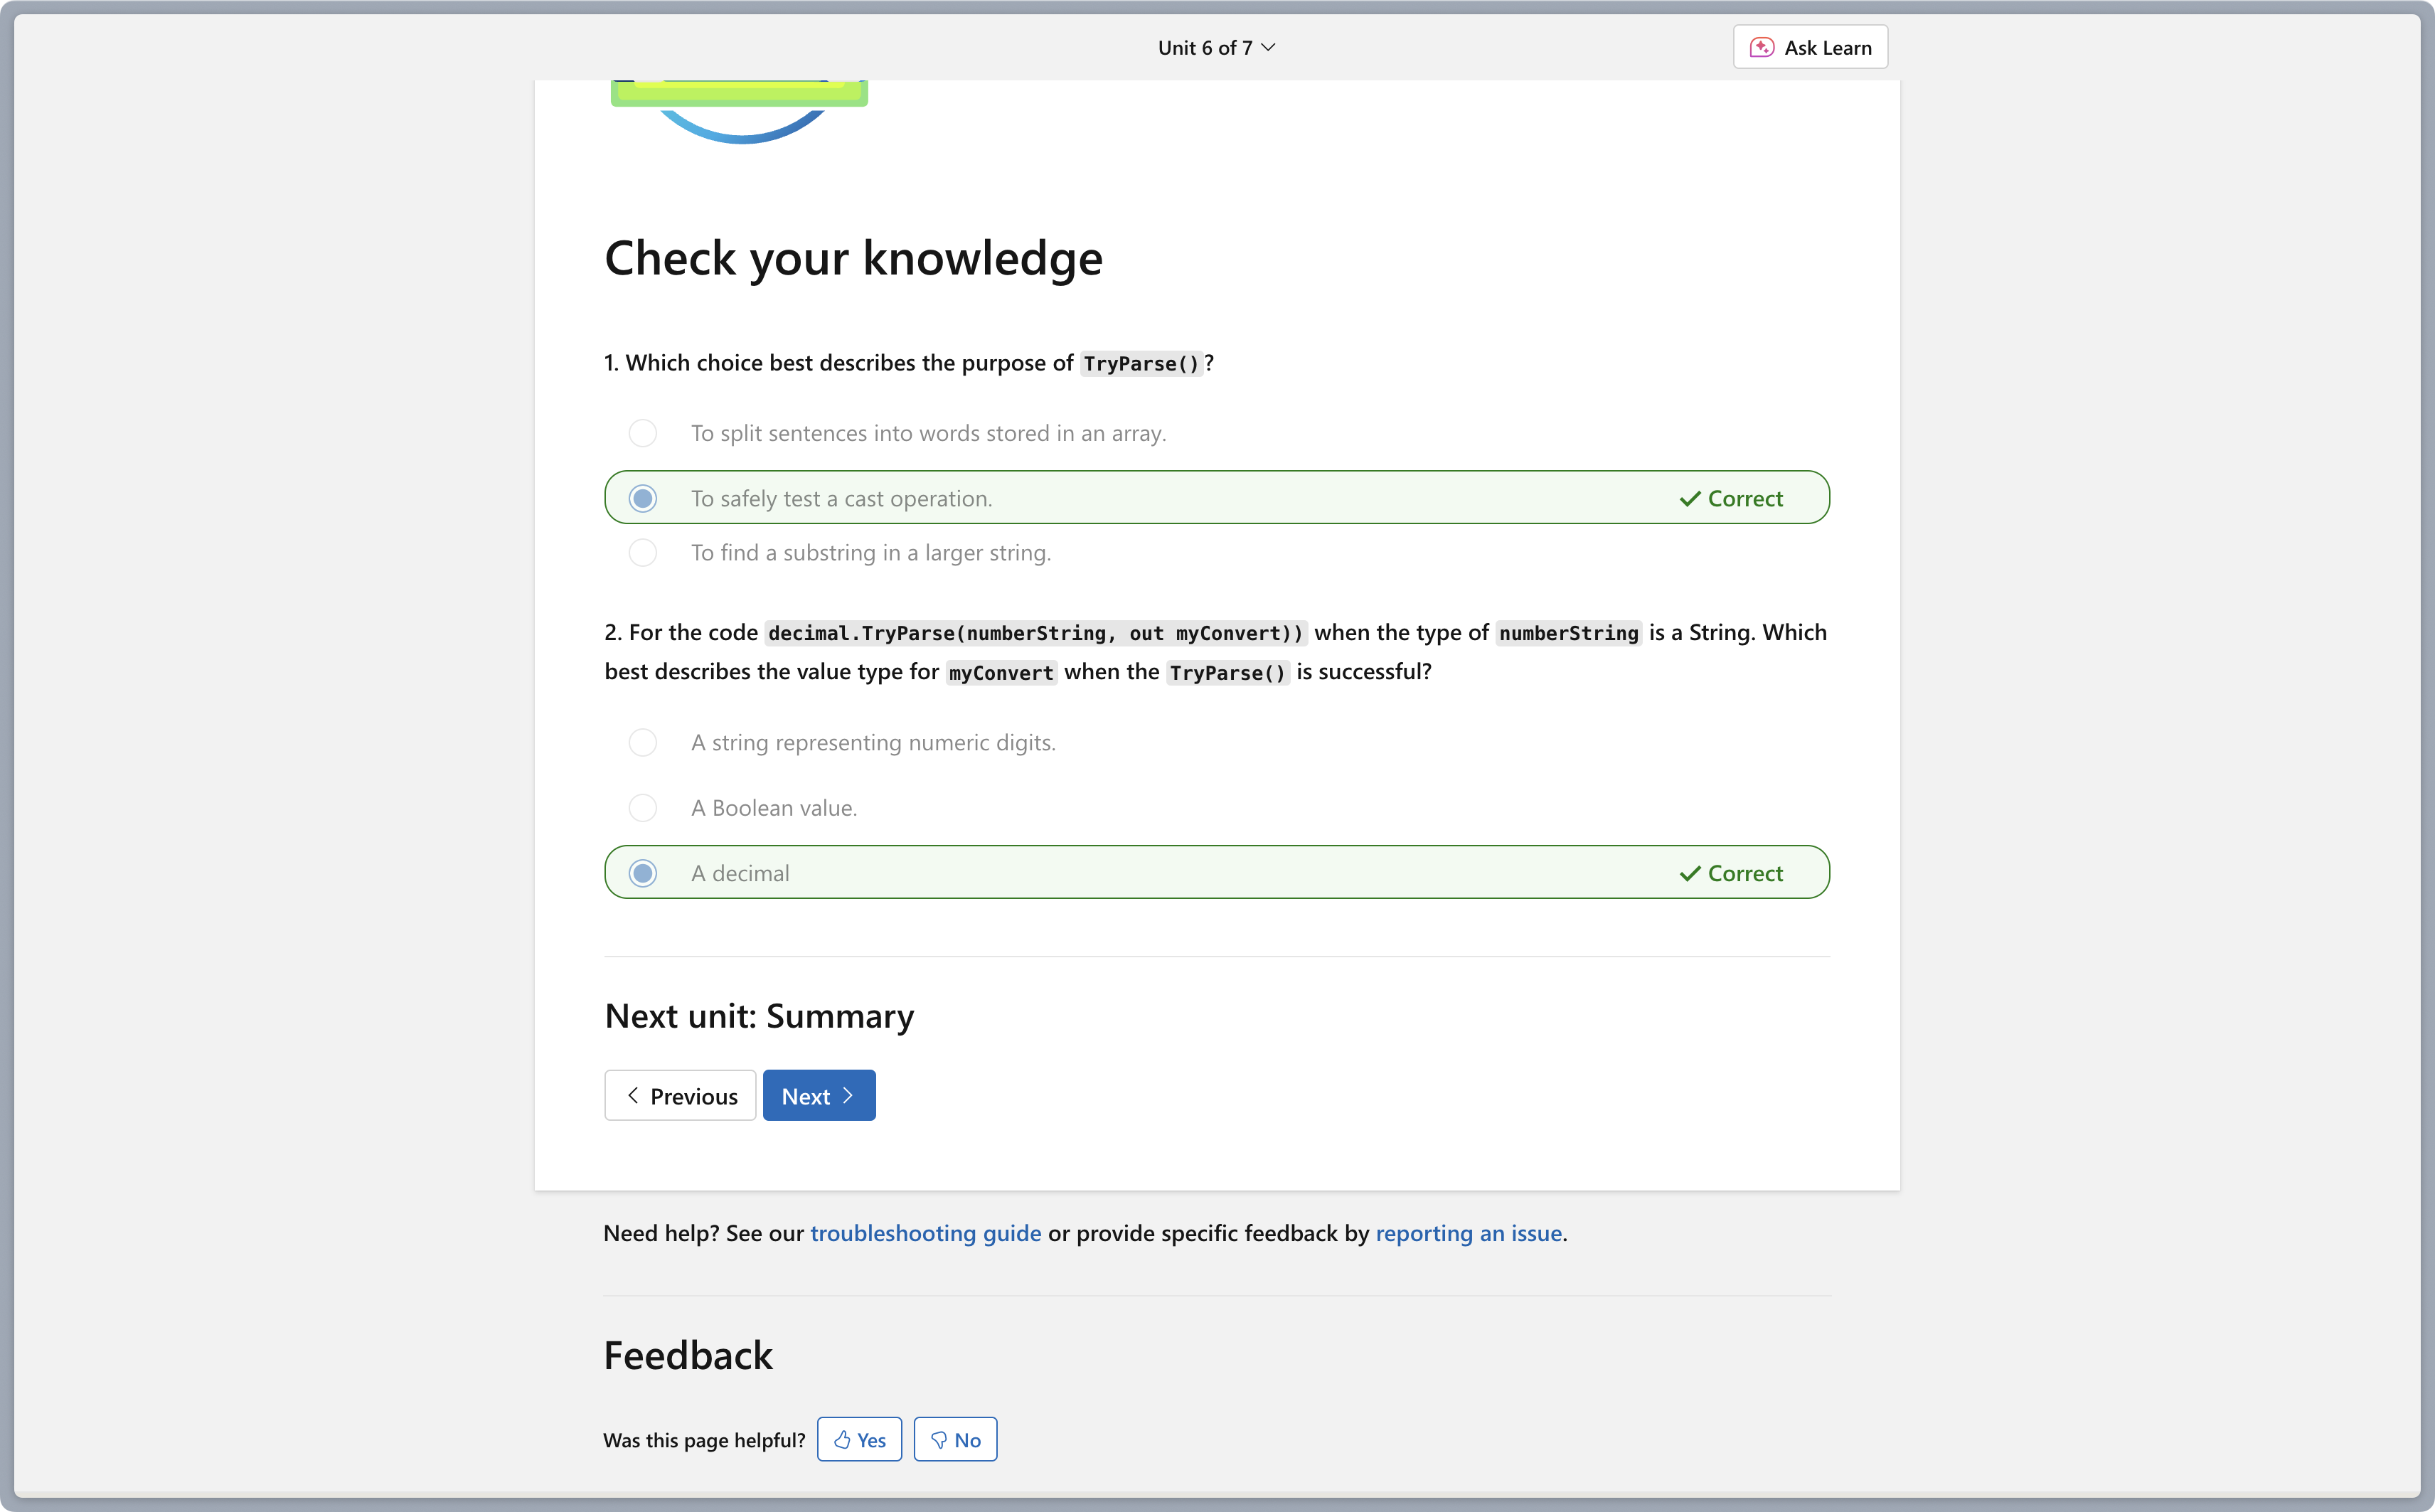 Unit 6 of 7
Ask Learn
Check your knowledge
1. Which choice best describes the purpose of TryParse()?
To split sentences into words stored in an array.
To safely test a cast operation.
Correct
To find a substring in a larger string.
2. For the code decimal.TryParse(numberString, out myConvert)) when the type of numberString is a String. Which
best describes the value type for myConvert when the TryParse() is successful?
A string representing numeric digits.
A Boolean value.
A decimal
Correct
Next unit: Summary
Previous
Next
Need help? See our troubleshooting guide or provide specific feedback by reporting an issue.
Feedback
Was this page helpful?
Yes
No